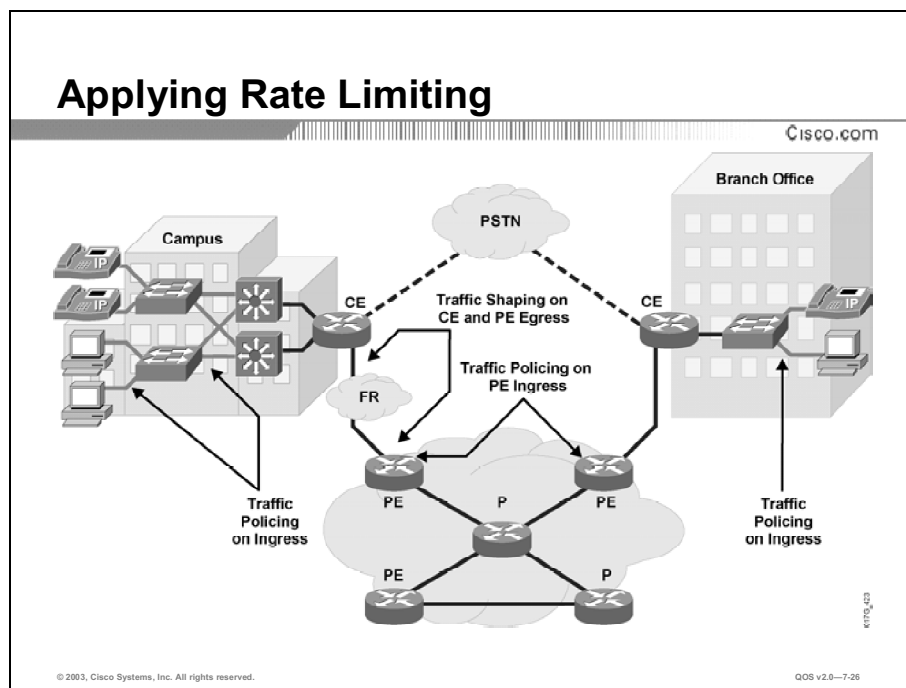 Applying Rate Limiting
Cisco.com
Branch Office
PSTN
Campus
IP
IP
IP
CE
CE
Traffic Shaping on
CE and PE Egress
Traffic Policing on
PE Ingress
FR
PE
P
PE
Traffic
Policing
on Ingress
Traffic
Policing
on Ingress
PE
P
K17G_423
© 2003, Cisco Systems, Inc. All rights reserved.
QOS v2.0—7-26